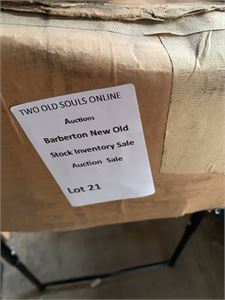 TWO OLD SOULS ONLINE
Auctions
Barberton New Old
Stock Inventory Sale
Auction Sale
Lot 21